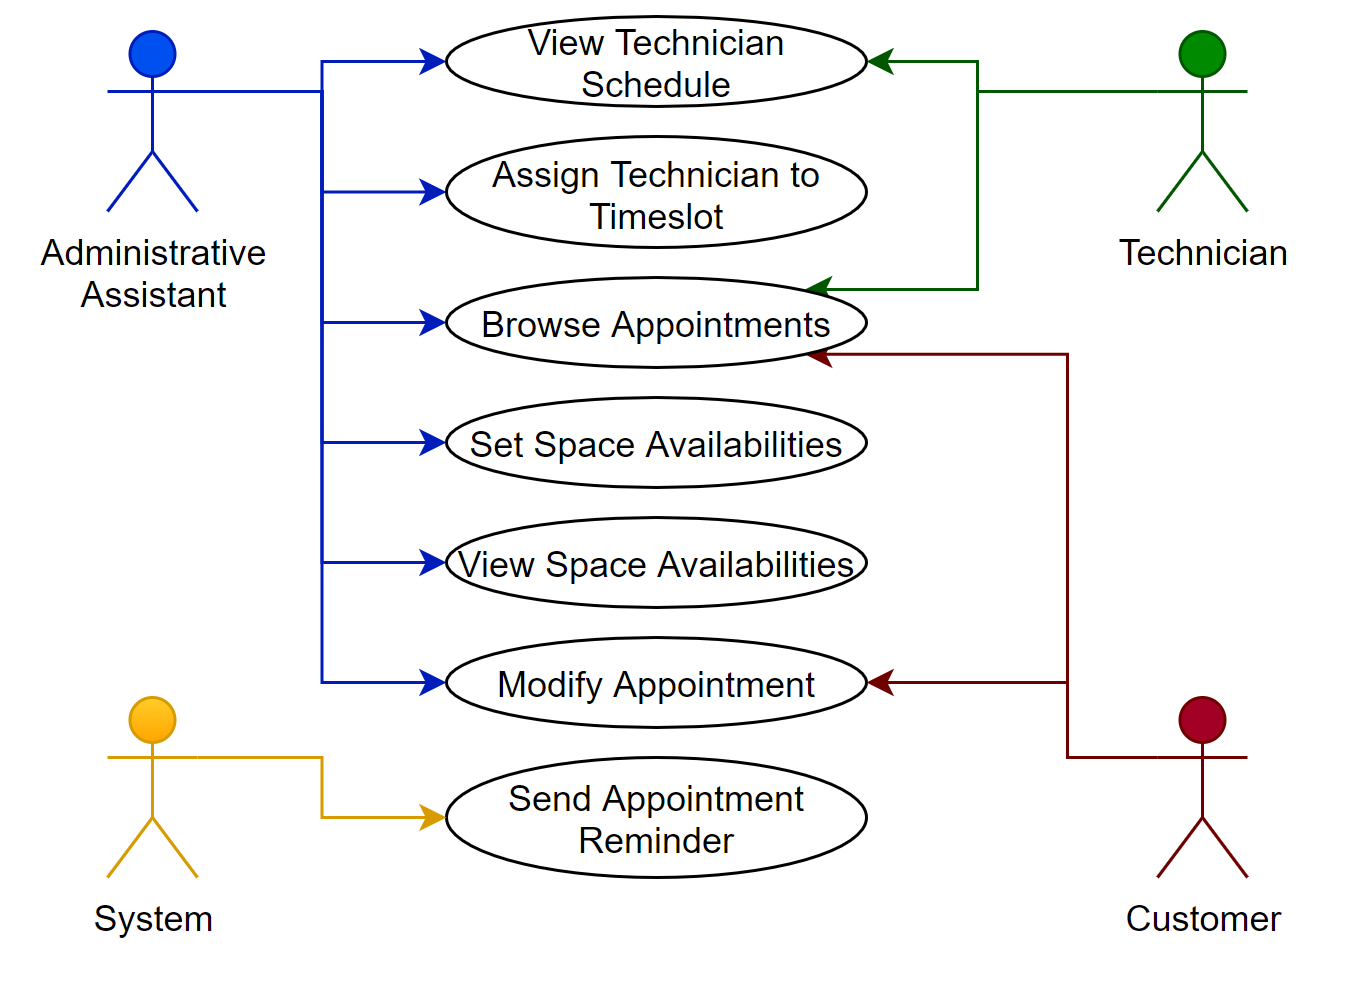 View Technician
Schedule
Assign Technician to
Timeslot
Administrative
Assistant
Technician
Browse Appointments
Set Space Availabilities
View Space Availabilities
Modify Appointment
Send Appointment
Reminder
System
Customer